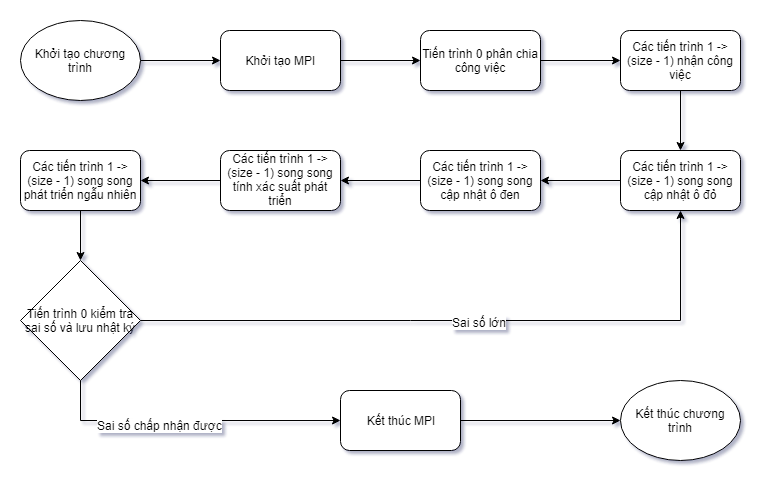 Khởi tạo chương
trình
Khởi tạo MPI
Tiến trình 0 phân chia
công việc
Các tiến trình 1 ->
(size - 1) nhận công
việc
Các tiến trình 1 ->
(size - 1) song song
phát triển ngẫu nhiên
Các tiến trình 1 ->
(size - 1) song song
tính xác suất phát
triển
Các tiến trình 1 ->
(size - 1) song song
cập nhật ô đen
Các tiến trình 1 ->
(size - 1) song song
cập nhật ô đỏ
Tiến trình 0 kiểm tra
sai số và lưu nhật ký
Sai số lớn
Sai số chấp nhận được
Kết thúc MPI
Kết thúc chương
trình